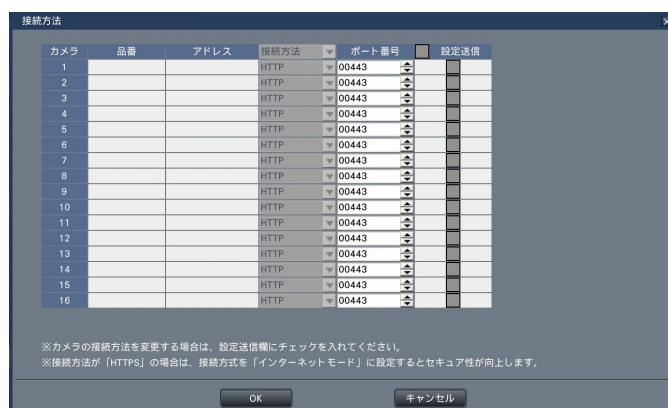 接続方法
カメラ 品番 アドレス 接続方法 ポート番号 設定送信
1 HTTP 00443
2 HTTP 00443
3 HTTP 00443
4 HTTP 00443
5 HTTP 00443
6 HTTP 00443
7 HTTP 00443
8 HTTP 00443
9 HTTP 00443
10 HTTP 00443
11 HTTP 00443
12 HTTP 00443
13 HTTP 00443
14 HTTP 00443
15 HTTP 00443
16 HTTP 00443
※カメラの接続方法を変更する場合は、設定送信欄にチェックを入れてください。
※接続方法が「HTTPS」の場合は、接続方式を「インターネットモード」に設定するとセキュア性が向上します。
OK キャンセル